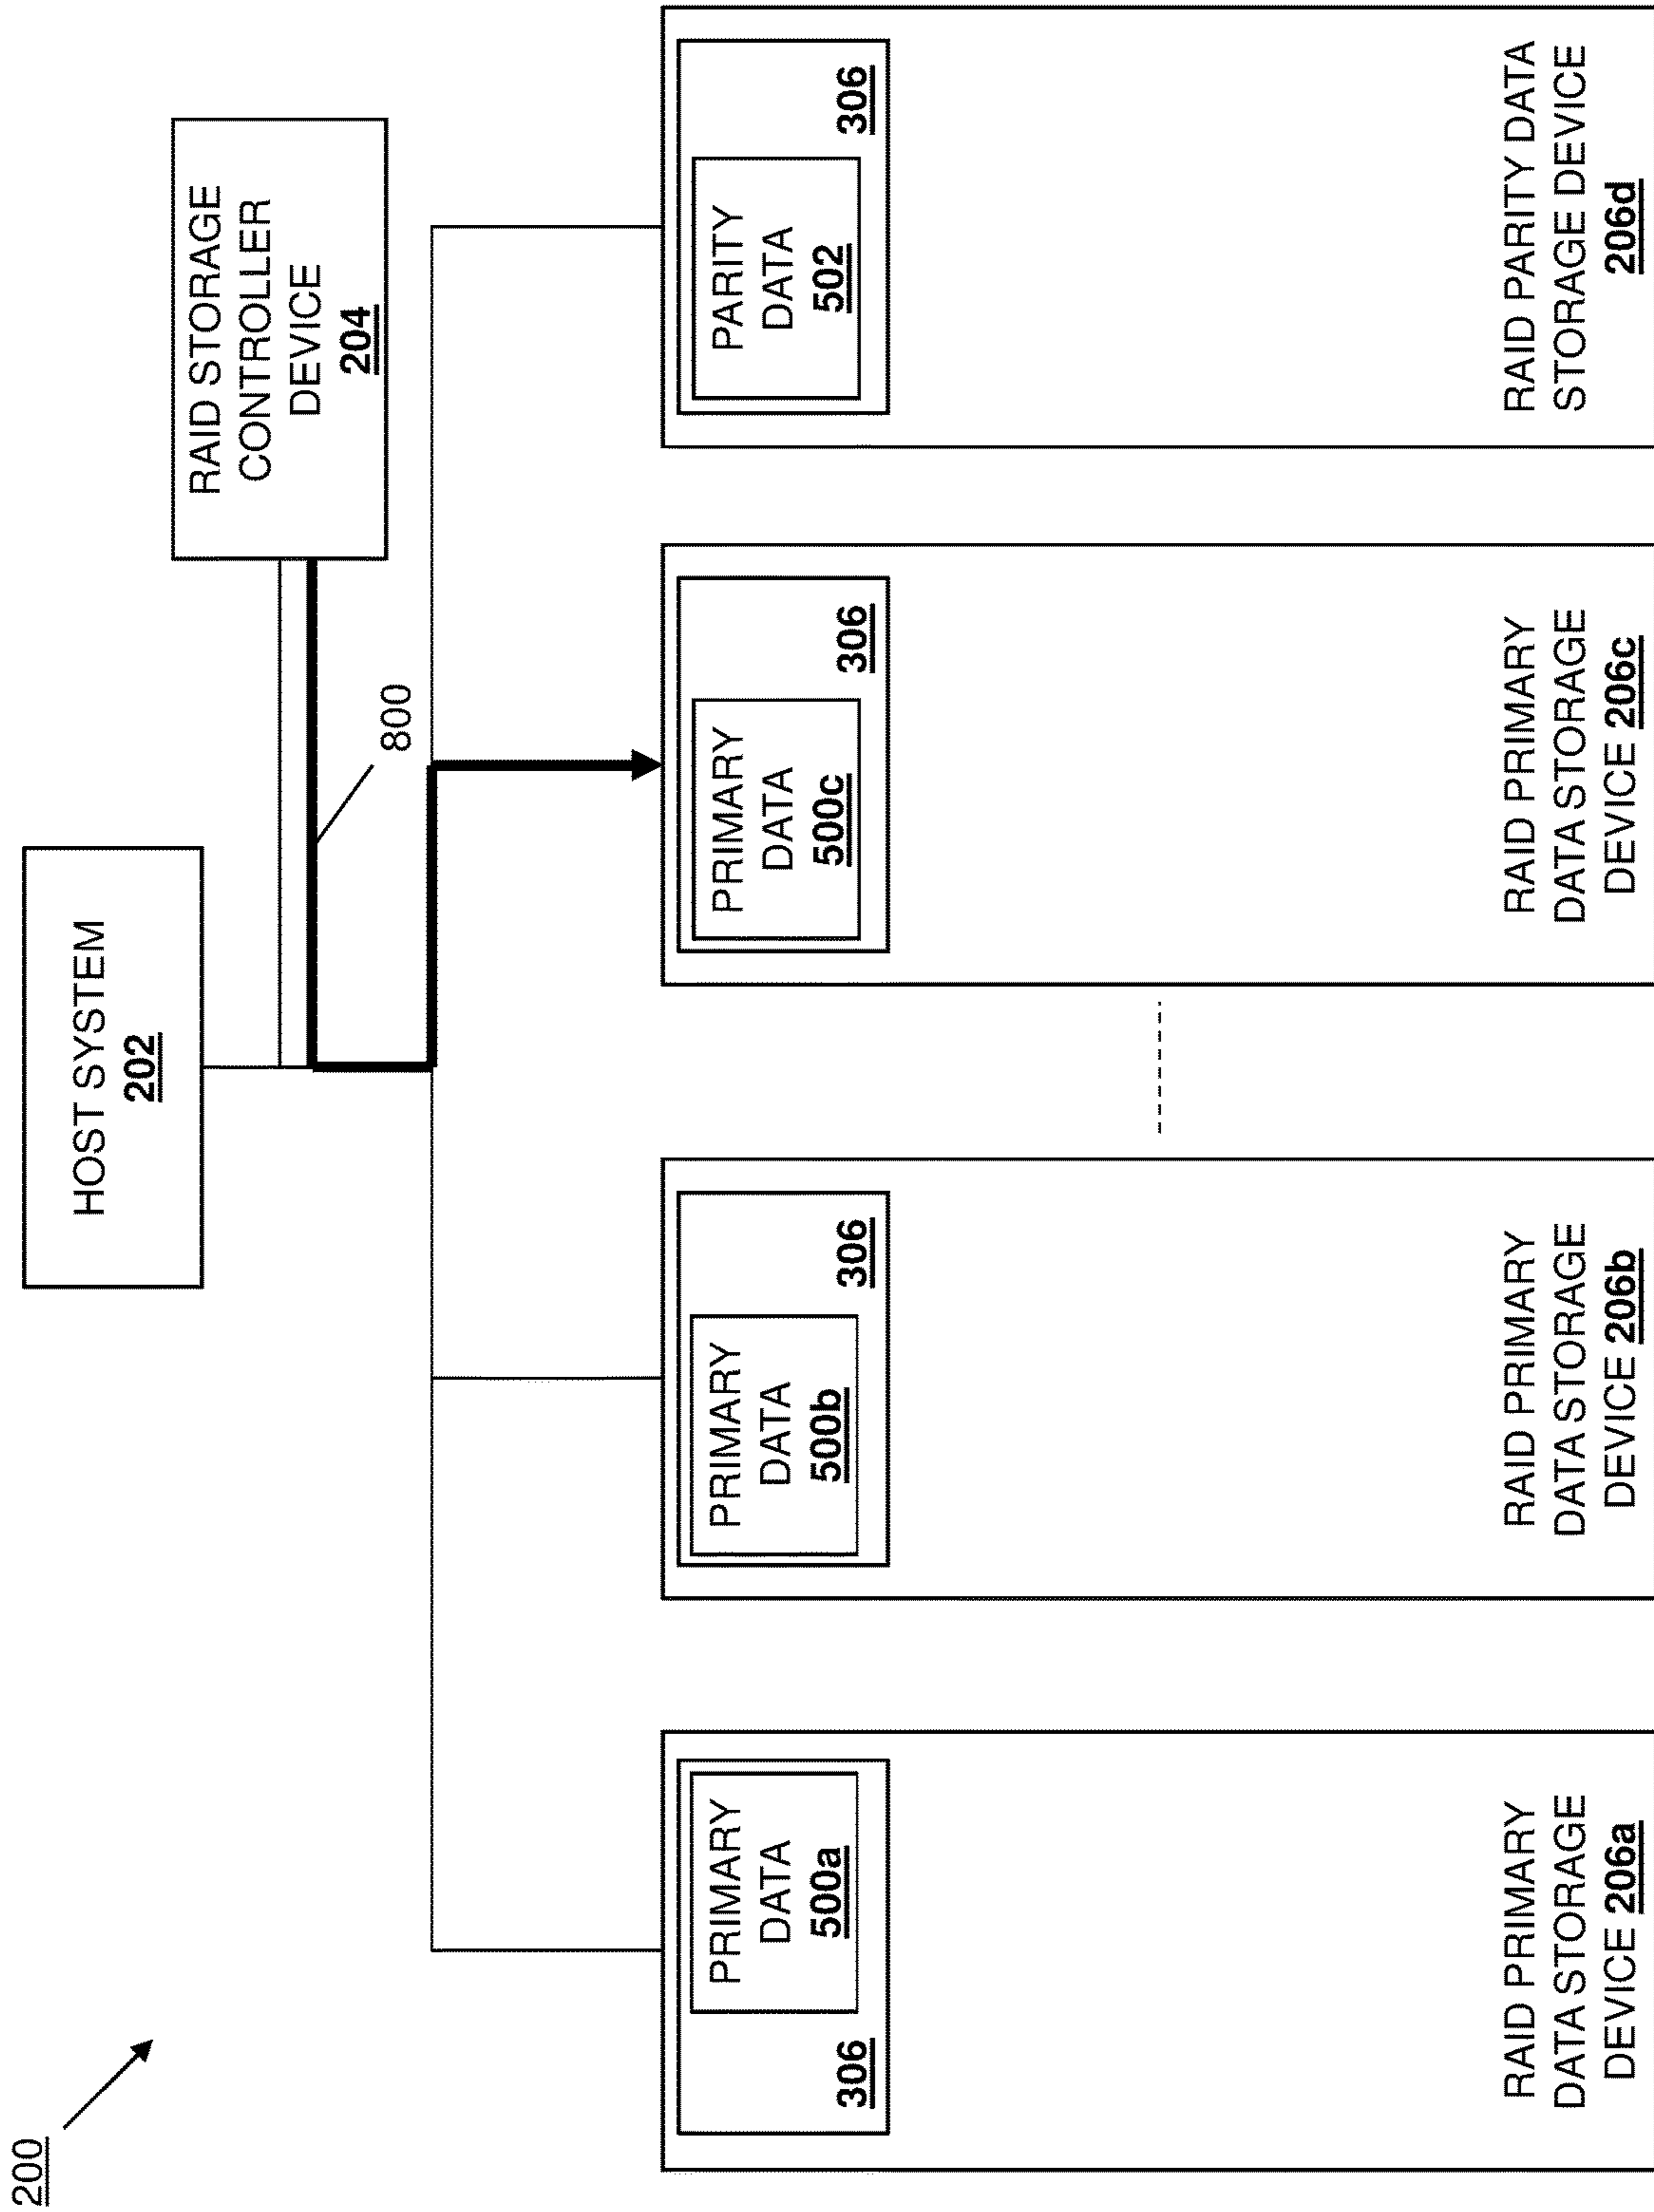 200
HOST SYSTEM
202
RAID STORAGE
CONTROLLER
DEVICE
204
800
PRIMARY
DATA
500a
306
RAID PRIMARY
DATA STORAGE
DEVICE 206a
PRIMARY
DATA
500b
306
RAID PRIMARY
DATA STORAGE
DEVICE 206b
PRIMARY
DATA
500c
306
RAID PRIMARY
DATA STORAGE
DEVICE 206c
PARITY
DATA
502
306
RAID PARITY DATA
STORAGE DEVICE
206d